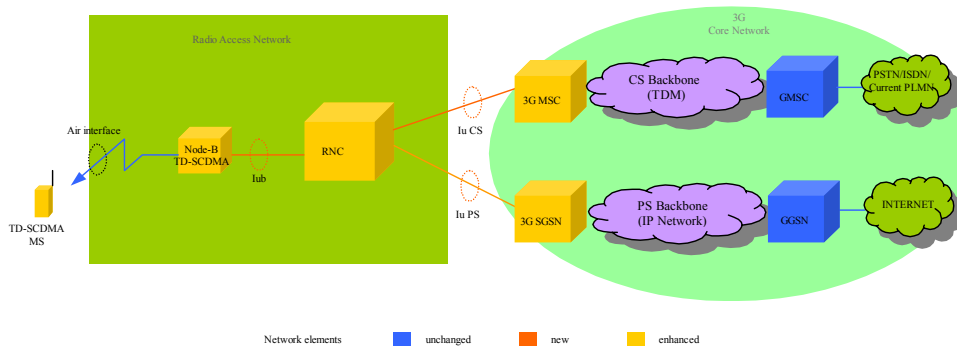 Radio Access Network
3G
Core Network
3G MSC
CS Backbone
(TDM)
GMSC
PSTN/ISDN/
Current PLMN
Iu CS
Air interface
Node-B
TD-SCDMA
RNC
Iub
Iu PS
TD-SCDMA
MS
3G SGSN
PS Backbone
(IP Network)
GGSN
INTERNET
Network elements
unchanged
new
enhanced